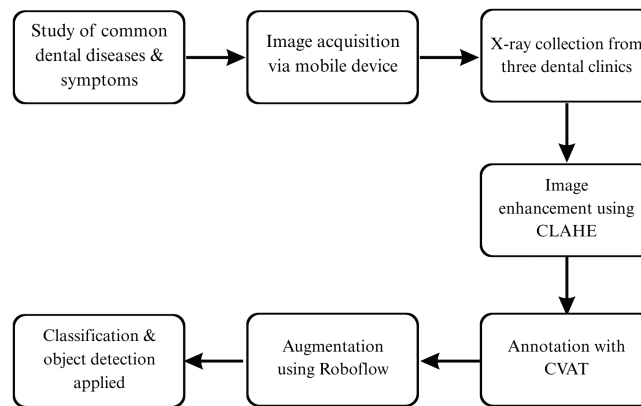 Study of common
dental diseases &
symptoms
Image acquisition
via mobile device
X-ray collection from
three dental clinics
Image
enhancement using
CLAHE
Annotation with
CVAT
Augmentation
using Roboflow
Classification &
object detection
applied